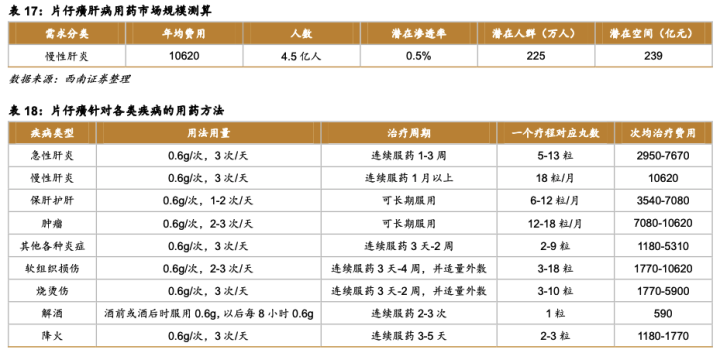 表 17：片仔癀肝病用药市场规模测算
需求分类 年均费用 人数 潜在渗透率 潜在人群（万人） 潜在空间（亿元）
慢性肝炎 10620 4.5 亿人 0.5% 225 239
数据来源：西南证券整理
表 18：片仔癀针对各类疾病的用药方法
疾病类型 用法用量 治疗周期 一个疗程对应丸数 次均治疗费用
急性肝炎 0.6g/次，3 次/天 连续服药 1-3 周 5-13 粒 2950-7670
慢性肝炎 0.6g/次，3 次/天 连续服药 1 月以上 18 粒/月 10620
保肝护肝 0.6g/次，1-2 次/天 可长期服用 6-12 粒/月 3540-7080
肿瘤 0.6g/次，2-3 次/天 可长期服用 12-18 粒/月 7080-10620
其他各种炎症 0.6g/次，3 次/天 连续服药 3 天-2 周 2-9 粒 1180-5310
软组织损伤 0.6g/次，2-3 次/天 连续服药 3 天-4 周，并适量外敷 3-18 粒 1770-10620
烧烫伤 0.6g/次，3 次/天 连续服药 3 天-2 周，并适量外敷 3-10 粒 1770-5900
解酒 酒前或酒后时服用 0.6g, 以后每 8 小时 0.6g 连续服药 2-3 次 1 粒 590
降火 0.6g/次，3 次/天 连续服药 3-5 天 2-3 粒 1180-1770